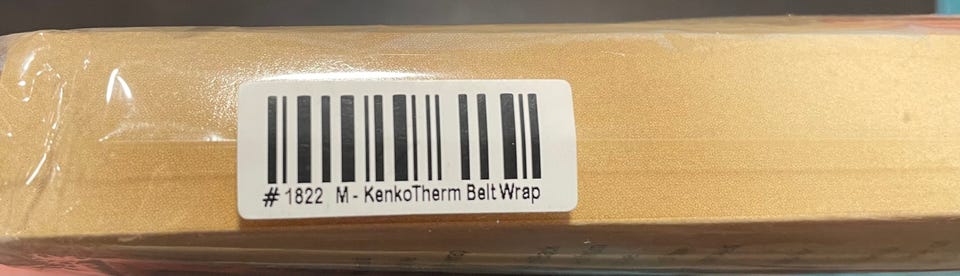 # 1822 M - KenkoTherm Belt Wrap